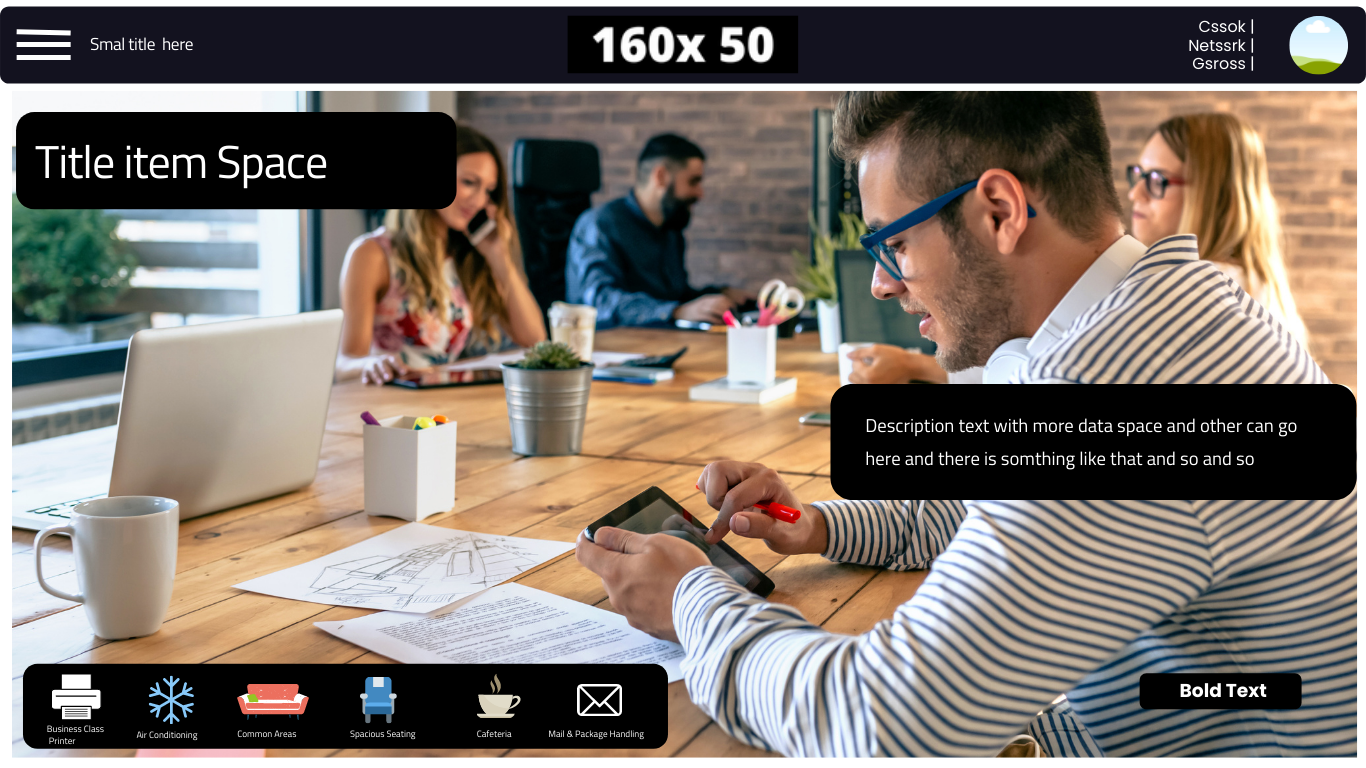 Smal title here
160x 50
Cssok |
Netssrk |
Gsross |
Title item Space
Description text with more data space and other can go
here and there is somthing like that and so and so
Business Class
Printer
Air Conditioning
Common Areas
Spacious Seating
Cafeteria
Mail & Package Handling
Bold Text